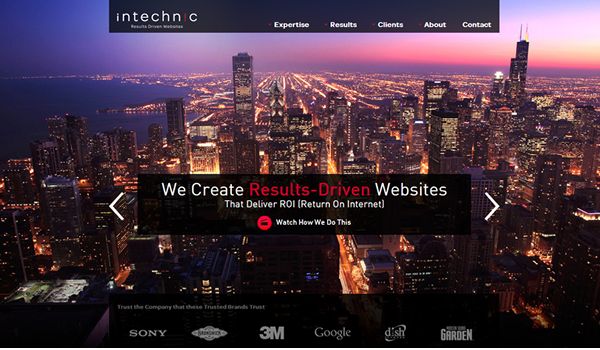 intechnic
Results Driven Websites
Expertise
Results
Clients
About
Contact
We Create Results-Driven Websites
That Deliver ROI (Return On Internet)
Watch How We Do This
Trust the Company that these Trusted Brands Trust
SONY
3M
Google
dish
GARDEN